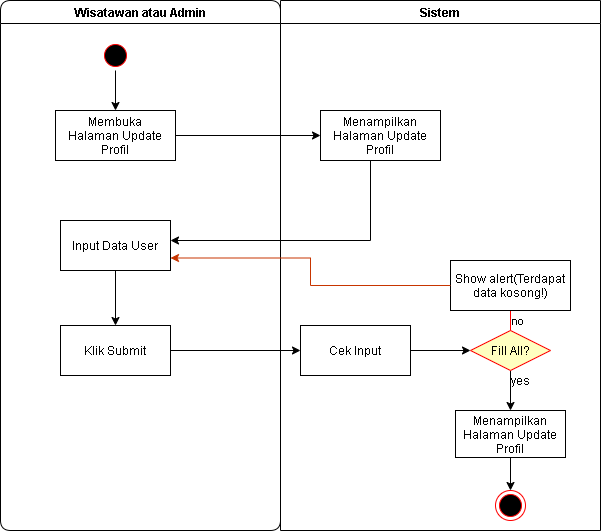 Wisatawan atau Admin
Sistem
Membuka
Halaman Update
Profil
Menampilkan
Halaman Update
Profil
Input Data User
Show alert(Terdapat
data kosong!)
no
Klik Submit
Cek Input
Fill All?
yes
Menampilkan
Halaman Update
Profil